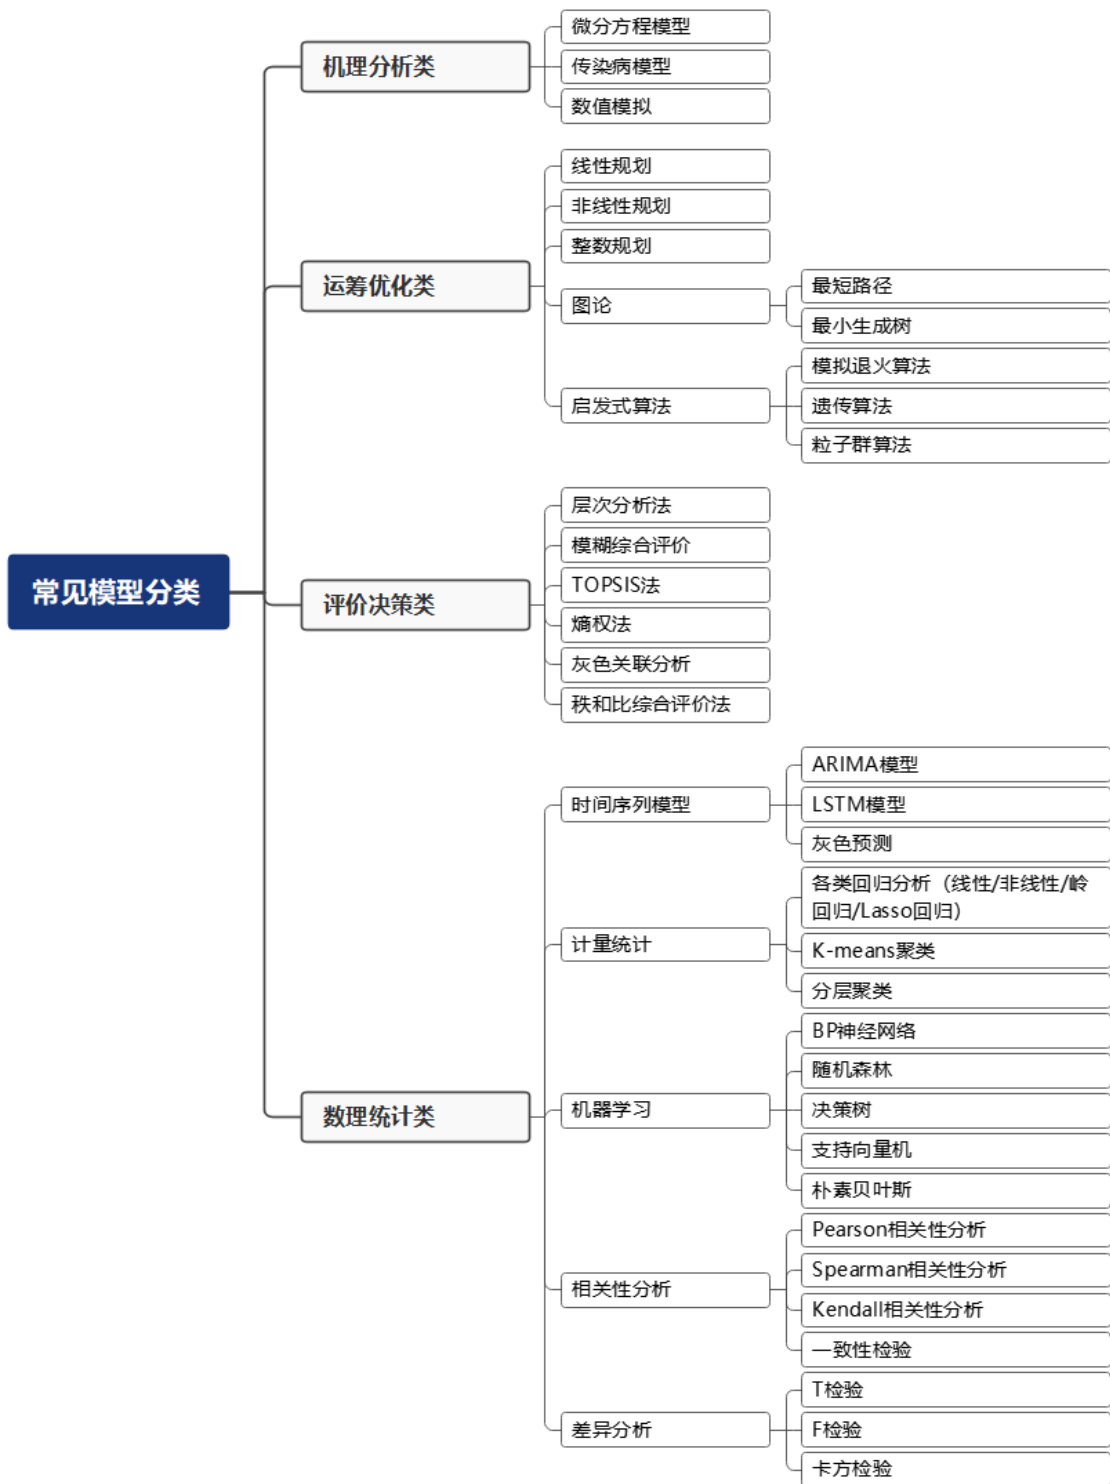 常见模型分类
机理分析类
微分方程模型
传染病模型
数值模拟
运筹优化类
线性规划
非线性规划
整数规划
图论
最短路径
最小生成树
启发式算法
模拟退火算法
遗传算法
粒子群算法
评价决策类
层次分析法
模糊综合评价
TOPSIS法
熵权法
灰色关联分析
秩和比综合评价法
数理统计类
时间序列模型
ARIMA模型
LSTM模型
灰色预测
计量统计
各类回归分析（线性/非线性/岭
回归/Lasso回归）
K-means聚类
分层聚类
机器学习
BP神经网络
随机森林
决策树
支持向量机
朴素贝叶斯
相关性分析
Pearson相关性分析
Spearman相关性分析
Kendall相关性分析
一致性检验
差异分析
T检验
F检验
卡方检验